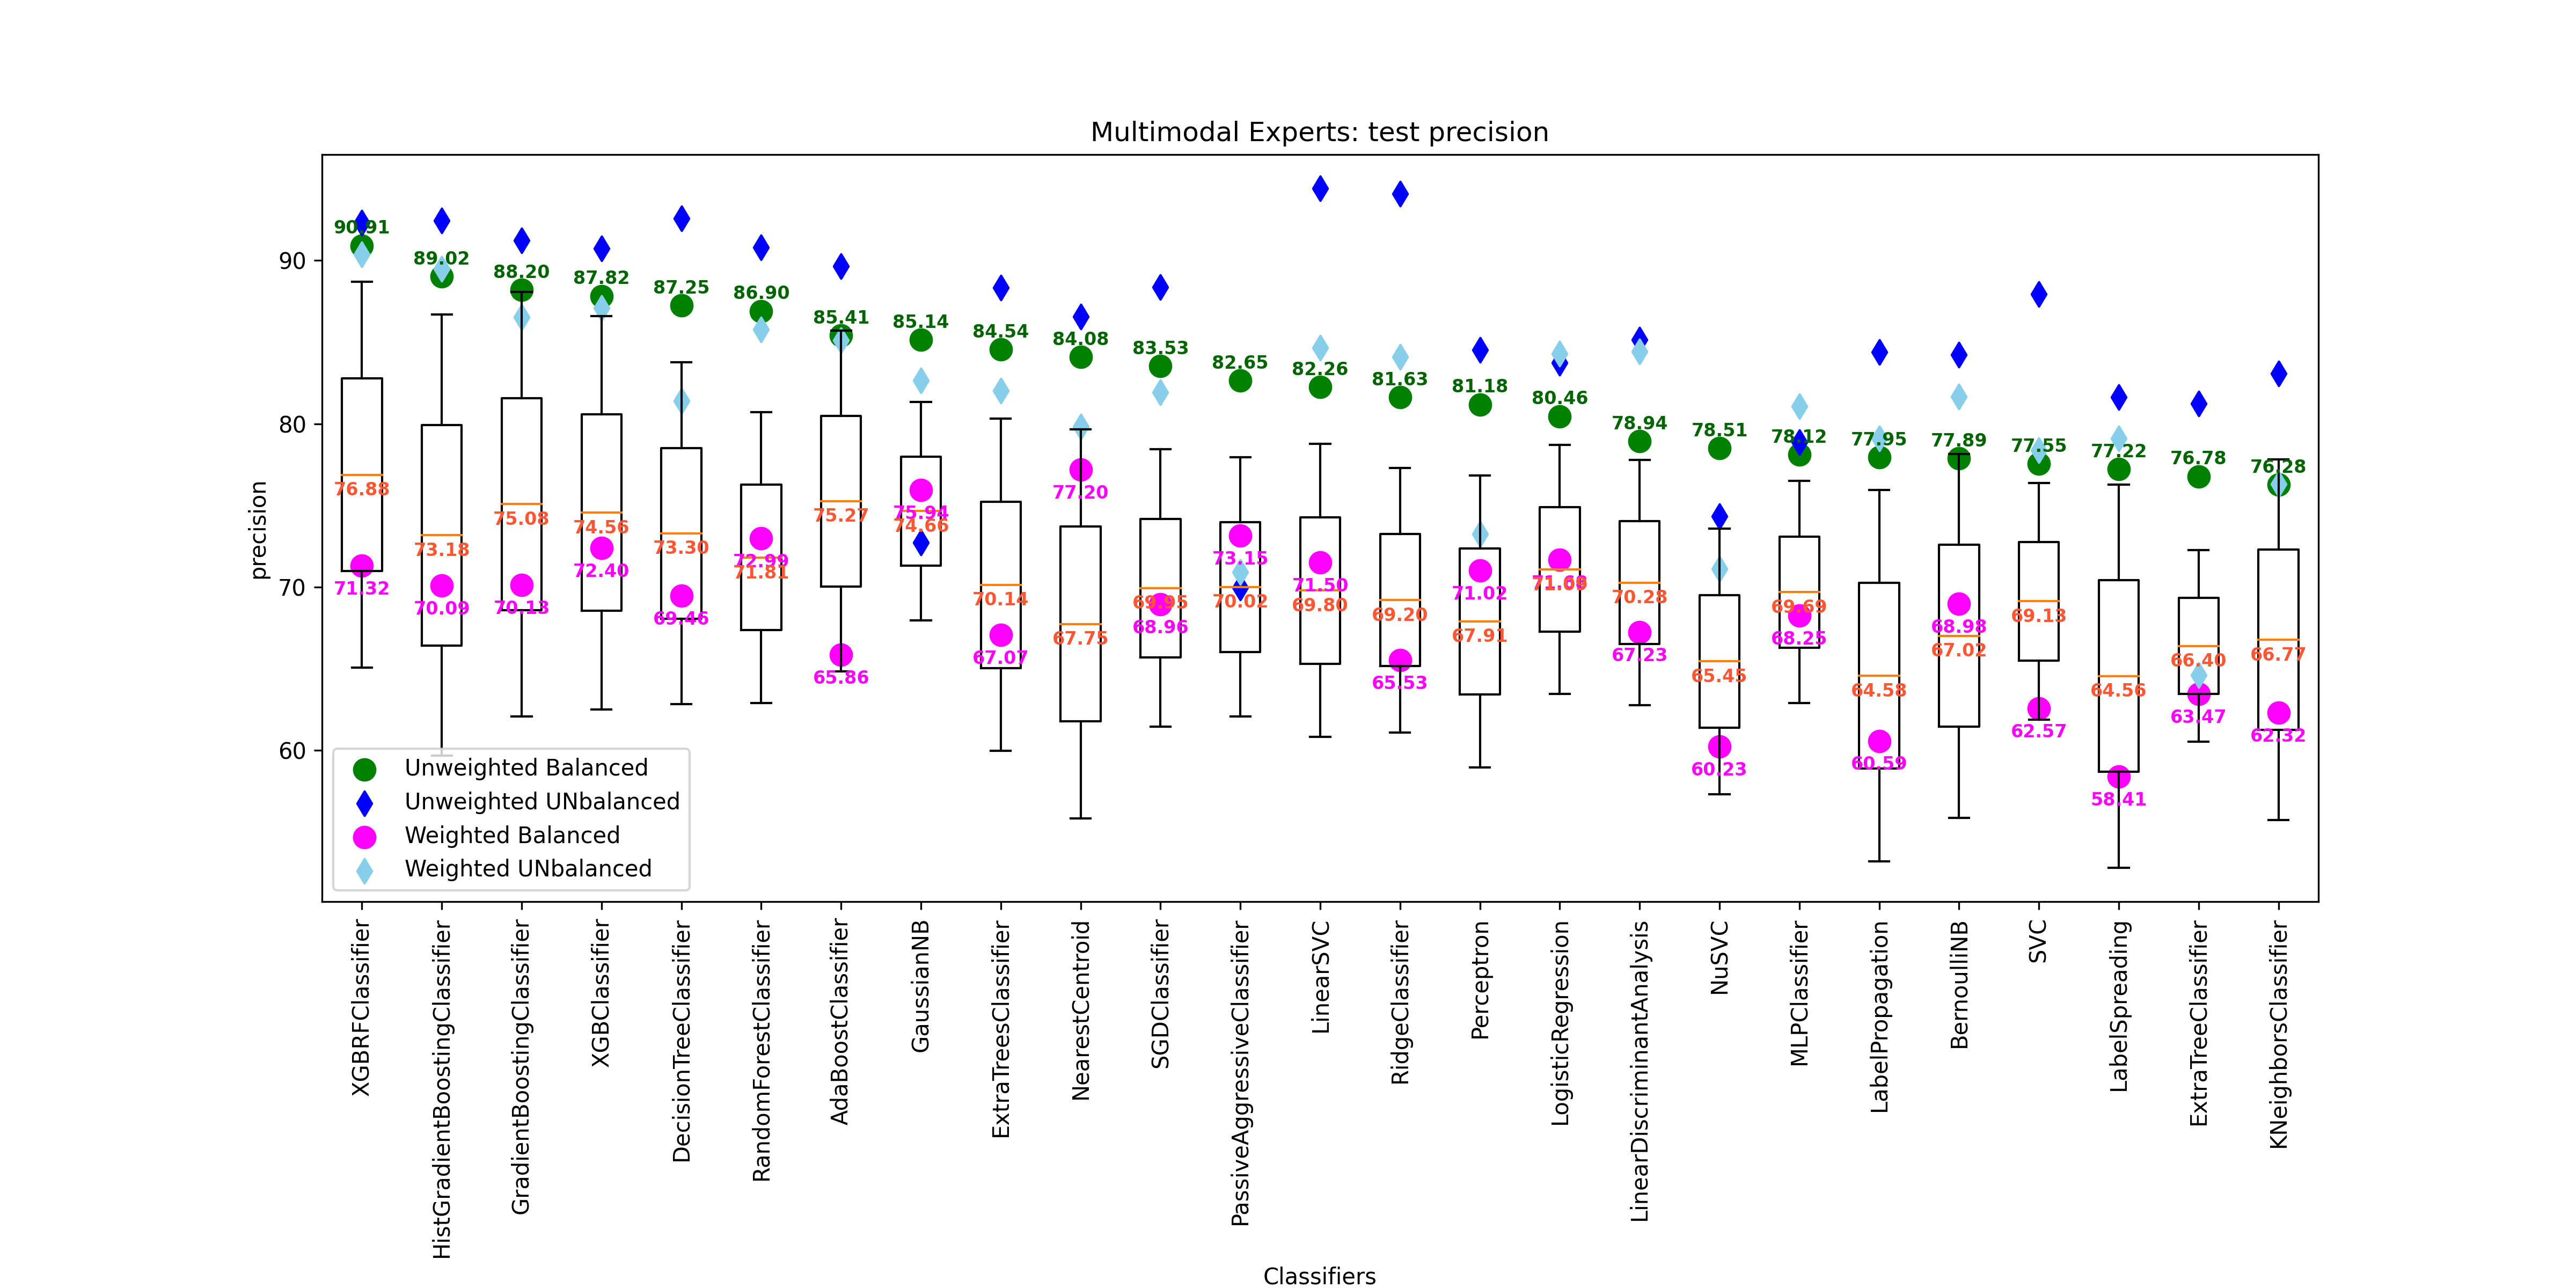 Multimodal Experts: test precision
precision
90
80
70
60
90.91
89.02
88.20
87.82
87.25
86.90
85.41
85.14
84.54
84.08
83.53
82.65
82.26
81.63
81.18
80.46
78.94
78.51
78.12
77.95
77.89
77.55
77.22
76.78
76.28
76.88
73.18
75.08
74.56
73.30
71.81
75.27
74.66
70.14
67.75
69.95
70.02
69.80
69.20
67.91
70.28
65.45
69.69
64.58
67.02
69.13
64.56
66.40
66.77
71.32
70.09
70.13
72.40
69.46
72.99
65.86
75.94
67.07
77.20
68.96
73.15
71.50
65.53
71.02
67.23
60.23
68.25
60.59
68.98
62.57
58.41
63.47
62.32
Unweighted Balanced
Unweighted UNbalanced
Weighted Balanced
Weighted UNbalanced
XGBRFClassifier
HistGradientBoostingClassifier
GradientBoostingClassifier
XGBClassifier
DecisionTreeClassifier
RandomForestClassifier
AdaBoostClassifier
GaussianNB
ExtraTreesClassifier
NearestCentroid
SGDClassifier
PassiveAggressiveClassifier
LinearSVC
RidgeClassifier
Perceptron
LogisticRegression
LinearDiscriminantAnalysis
NuSVC
MLPClassifier
LabelPropagation
BernoulliNB
SVC
LabelSpreading
ExtraTreeClassifier
KNeighborsClassifier
Classifiers